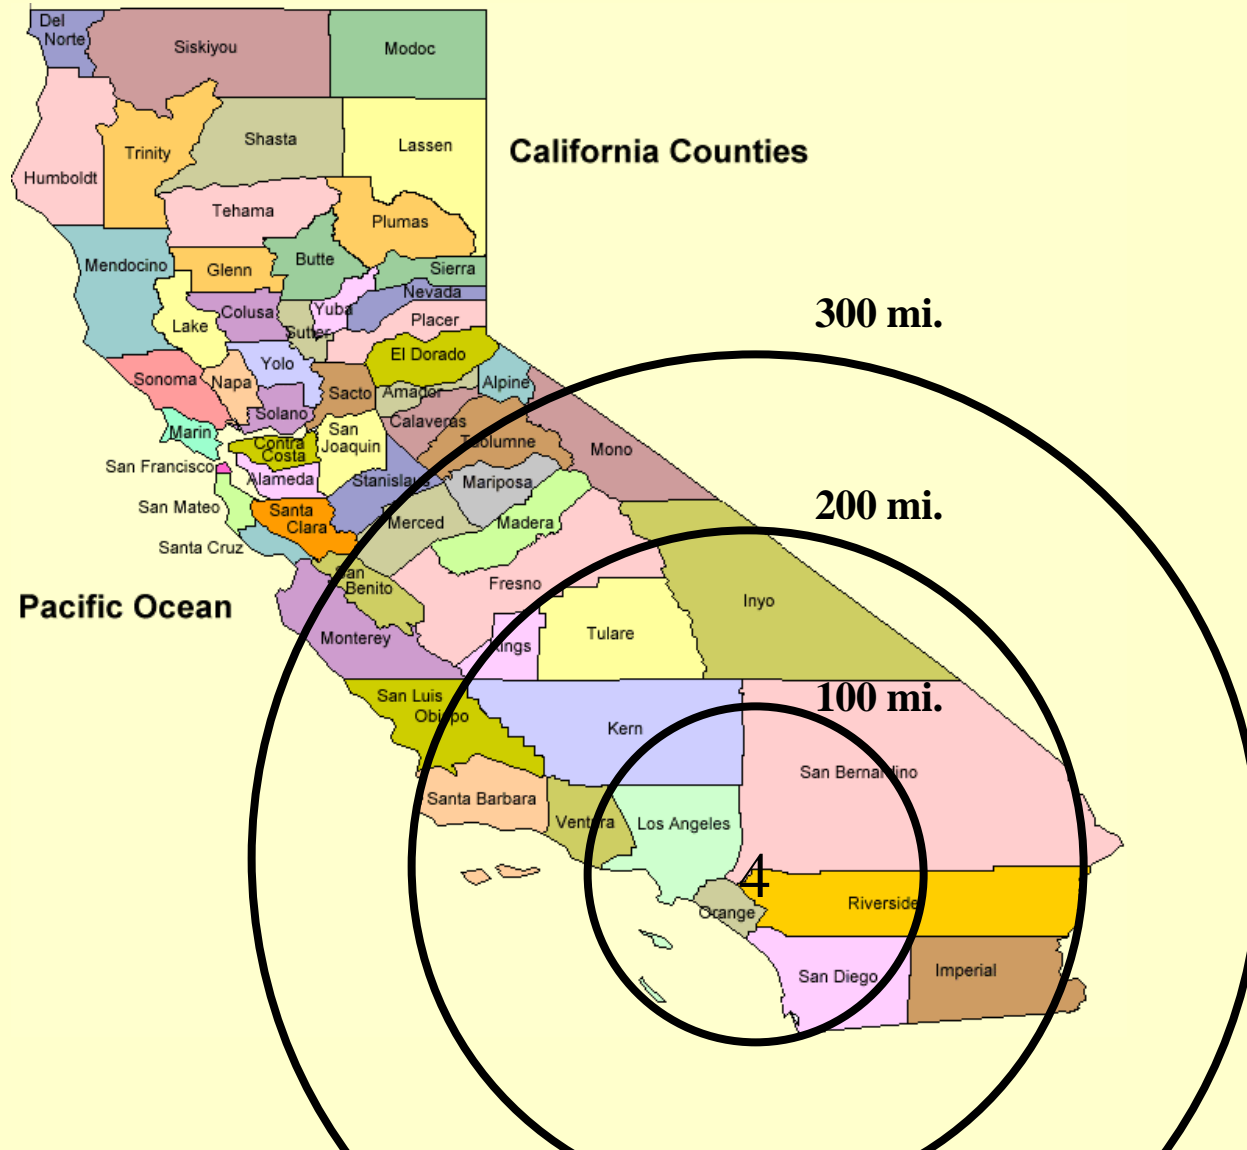 Del
Norte
Siskiyou
Modoc
Humboldt
Trinity
Shasta
Lassen
California Counties
Tehama
Plumas
Mendocino
Glenn
Butte
Sierra
Nevada
Lake
Colusa
Yuba
Sutter
Placer
300 mi.
Sonoma
Napa
Yolo
El Dorado
Sacto
Amador
Alpine
Solano
Marin
Calaveras
San
Joaquin
Contra
Costa
Tuolumne
Mono
San Francisco
Alameda
Stanislaus
Mariposa
San Mateo
Santa
Clara
Merced
Madera
200 mi.
Santa Cruz
San
Benito
Fresno
Inyo
Pacific Ocean
Monterey
Kings
Tulare
San Luis
Obispo
Kern
100 mi.
San Bernardino
Santa Barbara
Ventura
Los Angeles
4
Orange
Riverside
San Diego
Imperial